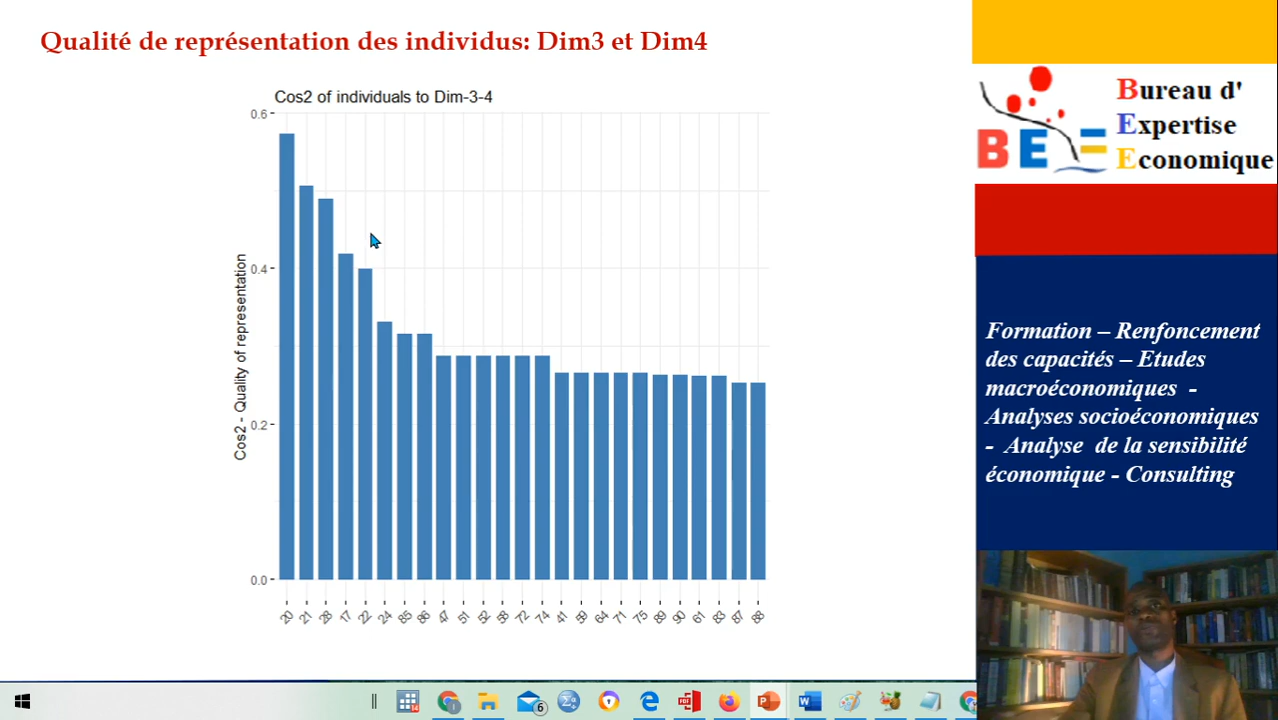 Qualité de représentation des individus: Dim3 et Dim4
Cos2 of individuals to Dim-3-4
0.6
0.4
0.2
0.0
Cos2 - Quality of representation
20 21 28 17 22 24 85 86 47 51 52 58 72 74 41 59 64 71 75 89 90 61 83 87 88
BE
Bureau d'
Expertise
Economique
Formation – Renfoncement
des capacités – Etudes
macroéconomiques -
Analyses socioéconomiques
- Analyse de la sensibilité
économique - Consulting
6